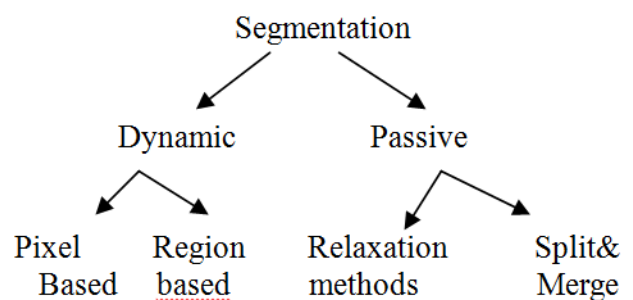 Segmentation
Dynamic
Passive
Pixel
Based
Region
based
Relaxation
methods
Split&
Merge